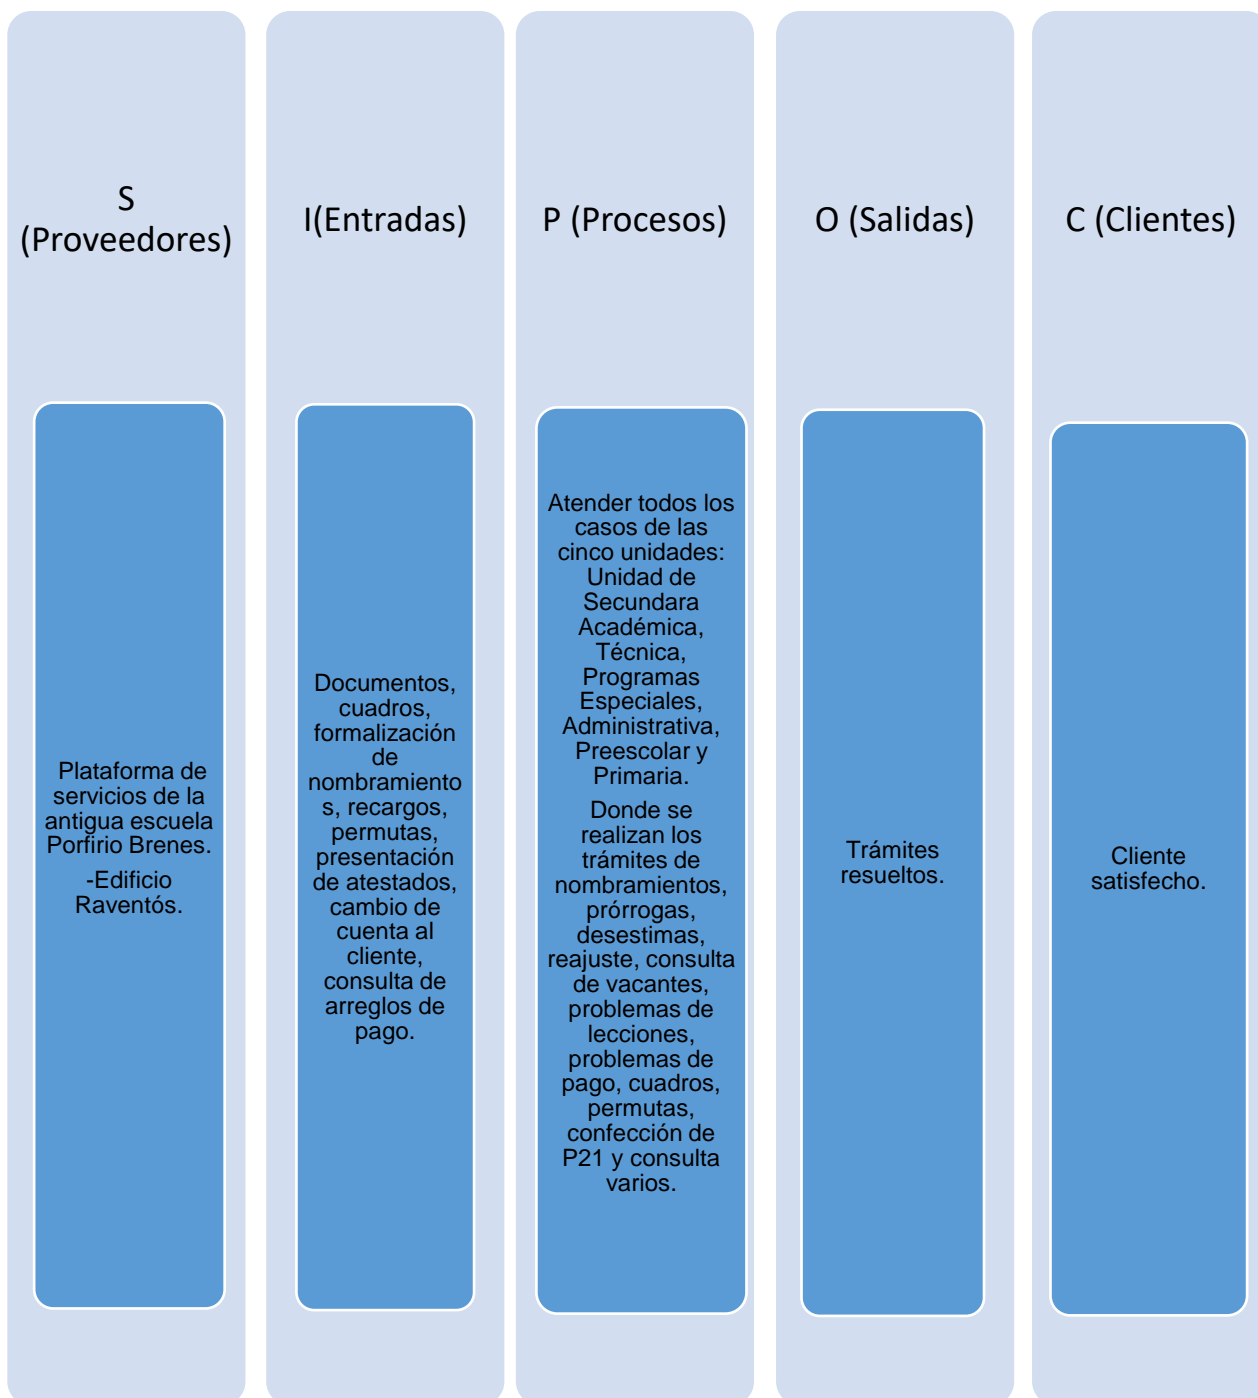 S
(Proveedores)
Plataforma de
servicios de la
antigua escuela
Porfirio Brenes.
-Edificio
Raventós.
I(Entradas)
Documentos,
cuadros,
formalización
de
nombramiento
s, recargos,
permutas,
presentación
de atestados,
cambio de
cuenta al
cliente,
consulta de
arreglos de
pago.
P (Procesos)
Atender todos los
casos de las
cinco unidades:
Unidad de
Secundara
Académica,
Técnica,
Programas
Especiales,
Administrativa,
Preescolar y
Primaria.
Donde se
realizan los
trámites de
nombramientos,
prórrogas,
desestimas,
reajuste, consulta
de vacantes,
problemas de
lecciones,
problemas de
pago, cuadros,
permutas,
confección de
P21 y consulta
varios.
O (Salidas)
Trámites
resueltos.
C (Clientes)
Cliente
satisfecho.